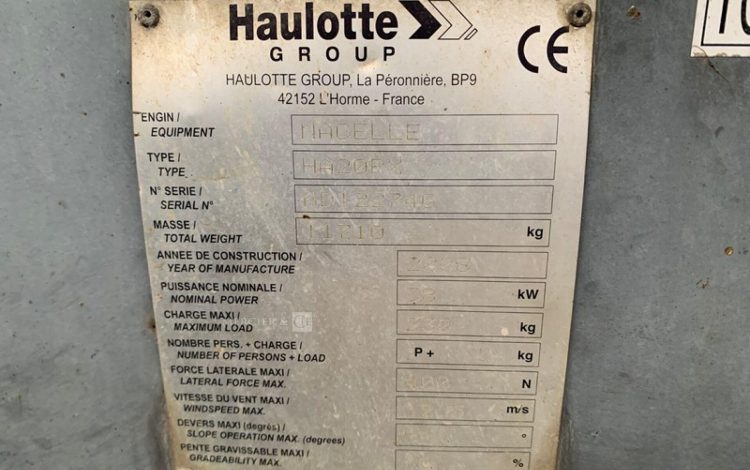 Haulotte
GROUP
CE
HAULOTTE GROUP, La Péronnière, BP9
42152 L'Horme - France
ENGIN / NACELLE
EQUIPMENT
TYPE /
TYPE
N° SERIE /
SERIAL N°
MASSE / 11710 kg
TOTAL WEIGHT
ANNEE DE CONSTRUCTION /
YEAR OF MANUFACTURE
PUISSANCE NOMINALE / kW
NOMINAL POWER
CHARGE MAXI / kg
MAXIMUM LOAD
NOMBRE PERS. + CHARGE / P + kg
NUMBER OF PERSONS + LOAD
FORCE LATERALE MAXI / N
LATERAL FORCE MAX.
VITESSE DU VENT MAXI / m/s
WINDSPEED MAX.
DEVERS MAXI (degrés) / °
SLOPE OPERATION MAX. (degrees)
PENTE GRAVISSABLE MAXI / %
GRADEABILITY MAX.